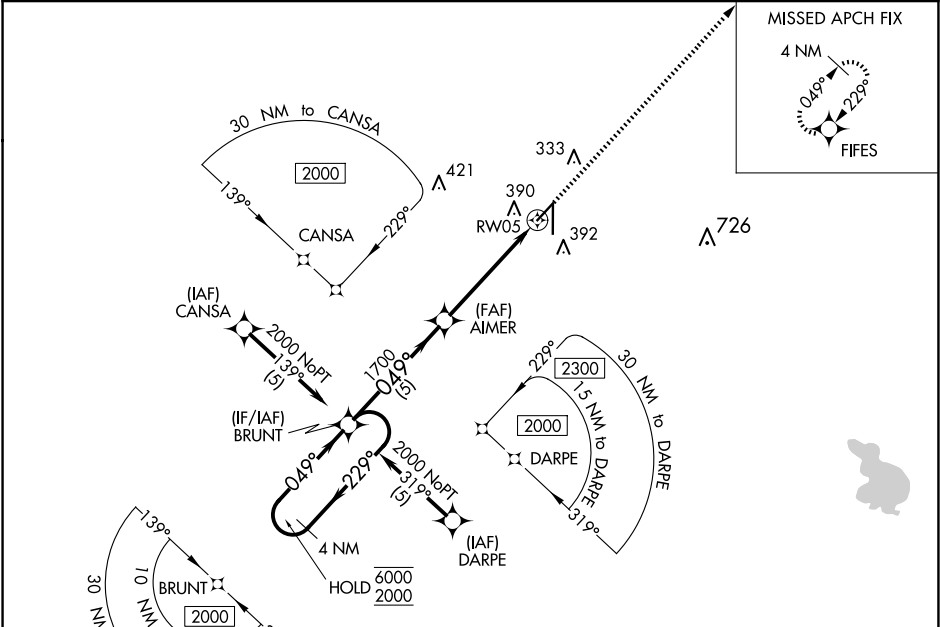 MISSED APCH FIX
4 NM
049°
229°
FIFES
30 NM to CANSA
2000
139°
229°
CANSA
421
333
390
RW05
392
726
(IAF)
CANSA
2000 NoPT
139°
(5)
(FAF)
AIMER
1700
049°
(5)
(IF/IAF)
BRUNT
049°
229°
4 NM
HOLD 6000
2000
2000 NoPT
319°
(5)
(IAF)
DARPE
229°
2300
30 NM to DARPE
15 NM to DARPE
2000
DARPE
319°
139°
30 NM
10 NM
BRUNT
2000